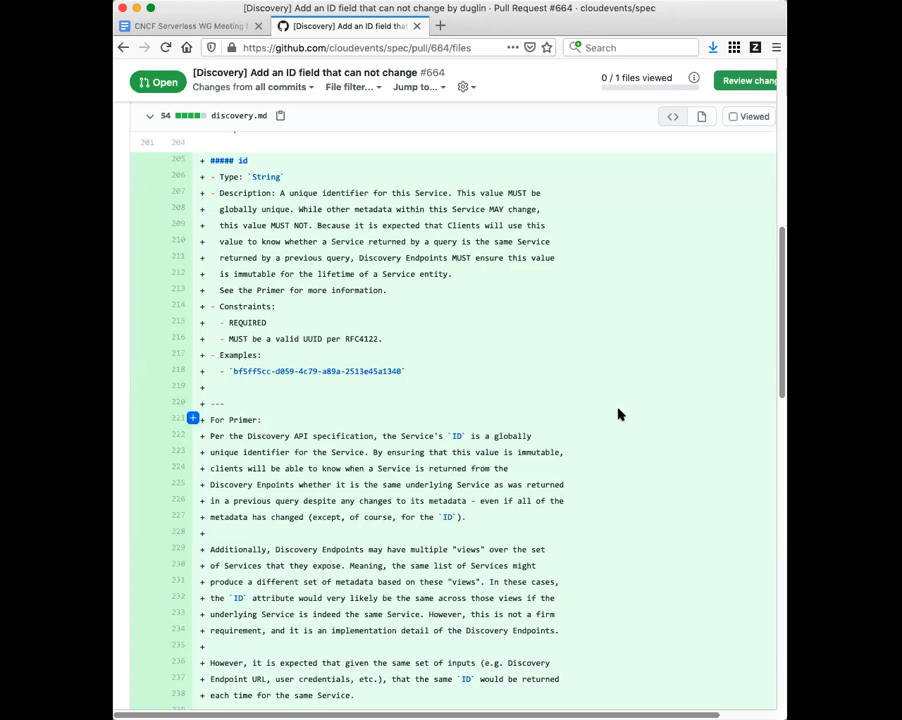 [Discovery] Add an ID field that can not change by duglin · Pull Request #664 · cloudevents/spec
CNCF Serverless WG Meeting
[Discovery] Add an ID field tha
https://github.com/cloudevents/spec/pull/664/files
Search
Open
[Discovery] Add an ID field that can not change #664
Changes from all commits
File filter...
Jump to...
0 / 1 files viewed
Review chang
54 discovery.md
Viewed
201 204
205 + ##### id
206 + - Type: `String`
207 + - Description: A unique identifier for this Service. This value MUST be
208 + globally unique. While other metadata within this Service MAY change,
209 + this value MUST NOT. Because it is expected that Clients will use this
210 + value to know whether a Service returned by a query is the same Service
211 + returned by a previous query, Discovery Endpoints MUST ensure this value
212 + is immutable for the lifetime of a Service entity.
213 + See the Primer for more information.
214 + - Constraints:
215 + - REQUIRED
216 + - MUST be a valid UUID per RFC4122.
217 + - Examples:
218 + - `bf5ff5cc-d059-4c79-a89a-2513e45a1340`
219 +
220 + ---
221 + For Primer:
222 + Per the Discovery API specification, the Service's `ID` is a globally
223 + unique identifier for the Service. By ensuring that this value is immutable,
224 + clients will be able to know when a Service is returned from the
225 + Discovery Enpoints whether it is the same underlying Service as was returned
226 + in a previous query despite any changes to its metadata - even if all of the
227 + metadata has changed (except, of course, for the `ID`).
228 +
229 + Additionally, Discovery Endpoints may have multiple "views" over the set
230 + of Services that they expose. Meaning, the same list of Services might
231 + produce a different set of metadata based on these "views". In these cases,
232 + the `ID` attribute would very likely be the same across those views if the
233 + underlying Service is indeed the same Service. However, this is not a firm
234 + requirement, and it is an implementation detail of the Discovery Endpoints.
235 +
236 + However, it is expected that given the same set of inputs (e.g. Discovery
237 + Endpoint URL, user credentials, etc.), that the same `ID` would be returned
238 + each time for the same Service.